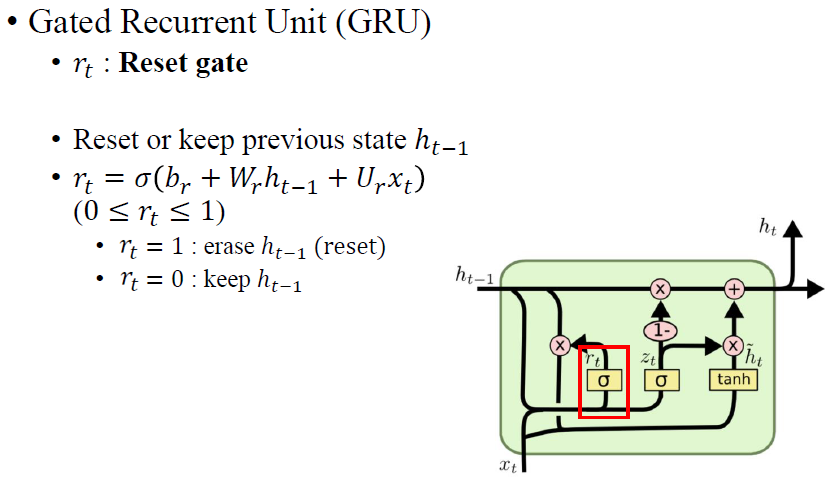 • Gated Recurrent Unit (GRU)
• rₜ : Reset gate
• Reset or keep previous state hₜ₋₁
• rₜ = σ(bᵣ + Wᵣhₜ₋₁ + Uᵣxₜ)
(0 ≤ rₜ ≤ 1)
• rₜ = 1 : erase hₜ₋₁ (reset)
• rₜ = 0 : keep hₜ₋₁
hₜ
hₜ₋₁
x
+
1-
x
rₜ
zₜ
x
h̃ₜ
σ
σ
tanh
xₜ